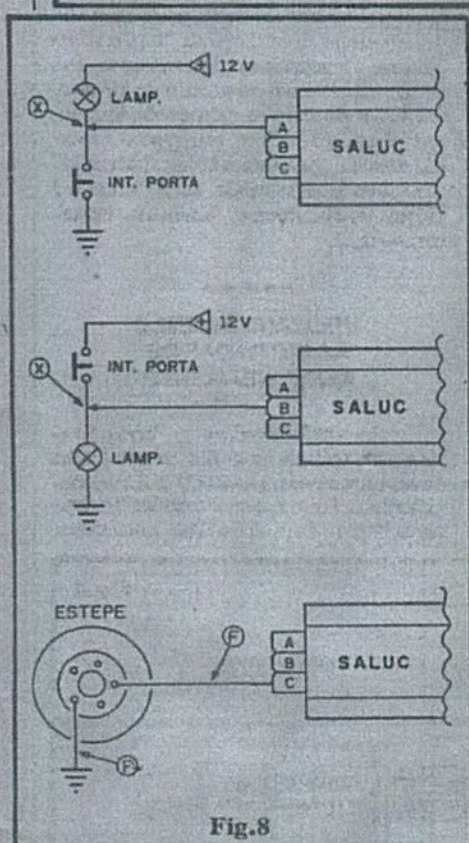 12 V
LAMP.
X
A
B
C
SALUC
INT. PORTA
12 V
INT. PORTA
X
A
B
C
SALUC
LAMP.
ESTEPE
F
A
B
C
SALUC
F
Fig.8